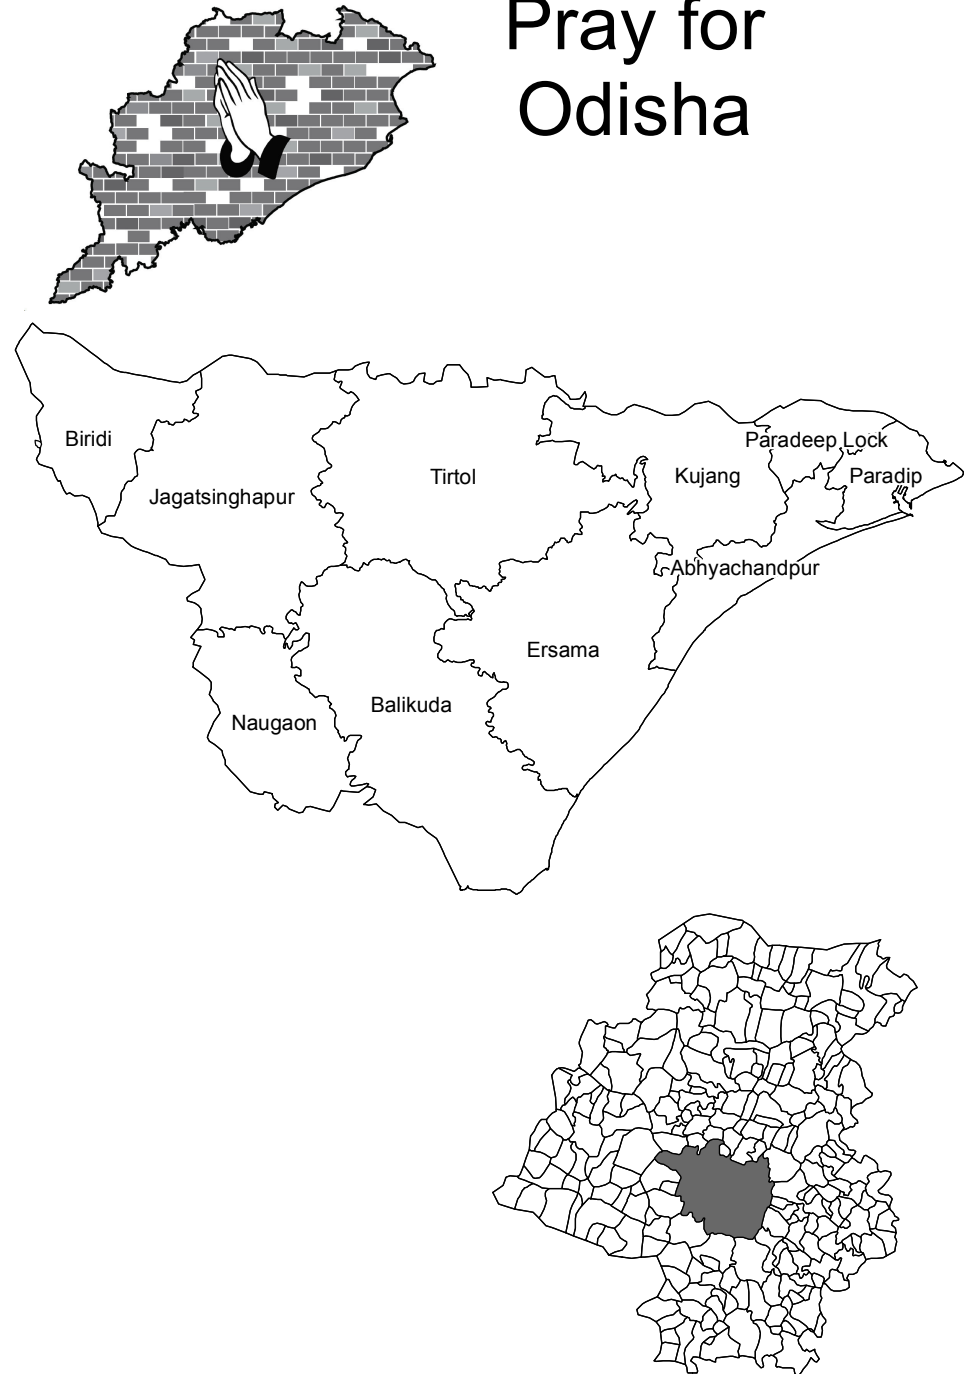 Pray for
Odisha
Biridi
Jagatsinghapur
Tirtol
Kujang
Paradeep Lock
Paradip
Abhyachandpur
Ersama
Balikuda
Naugaon